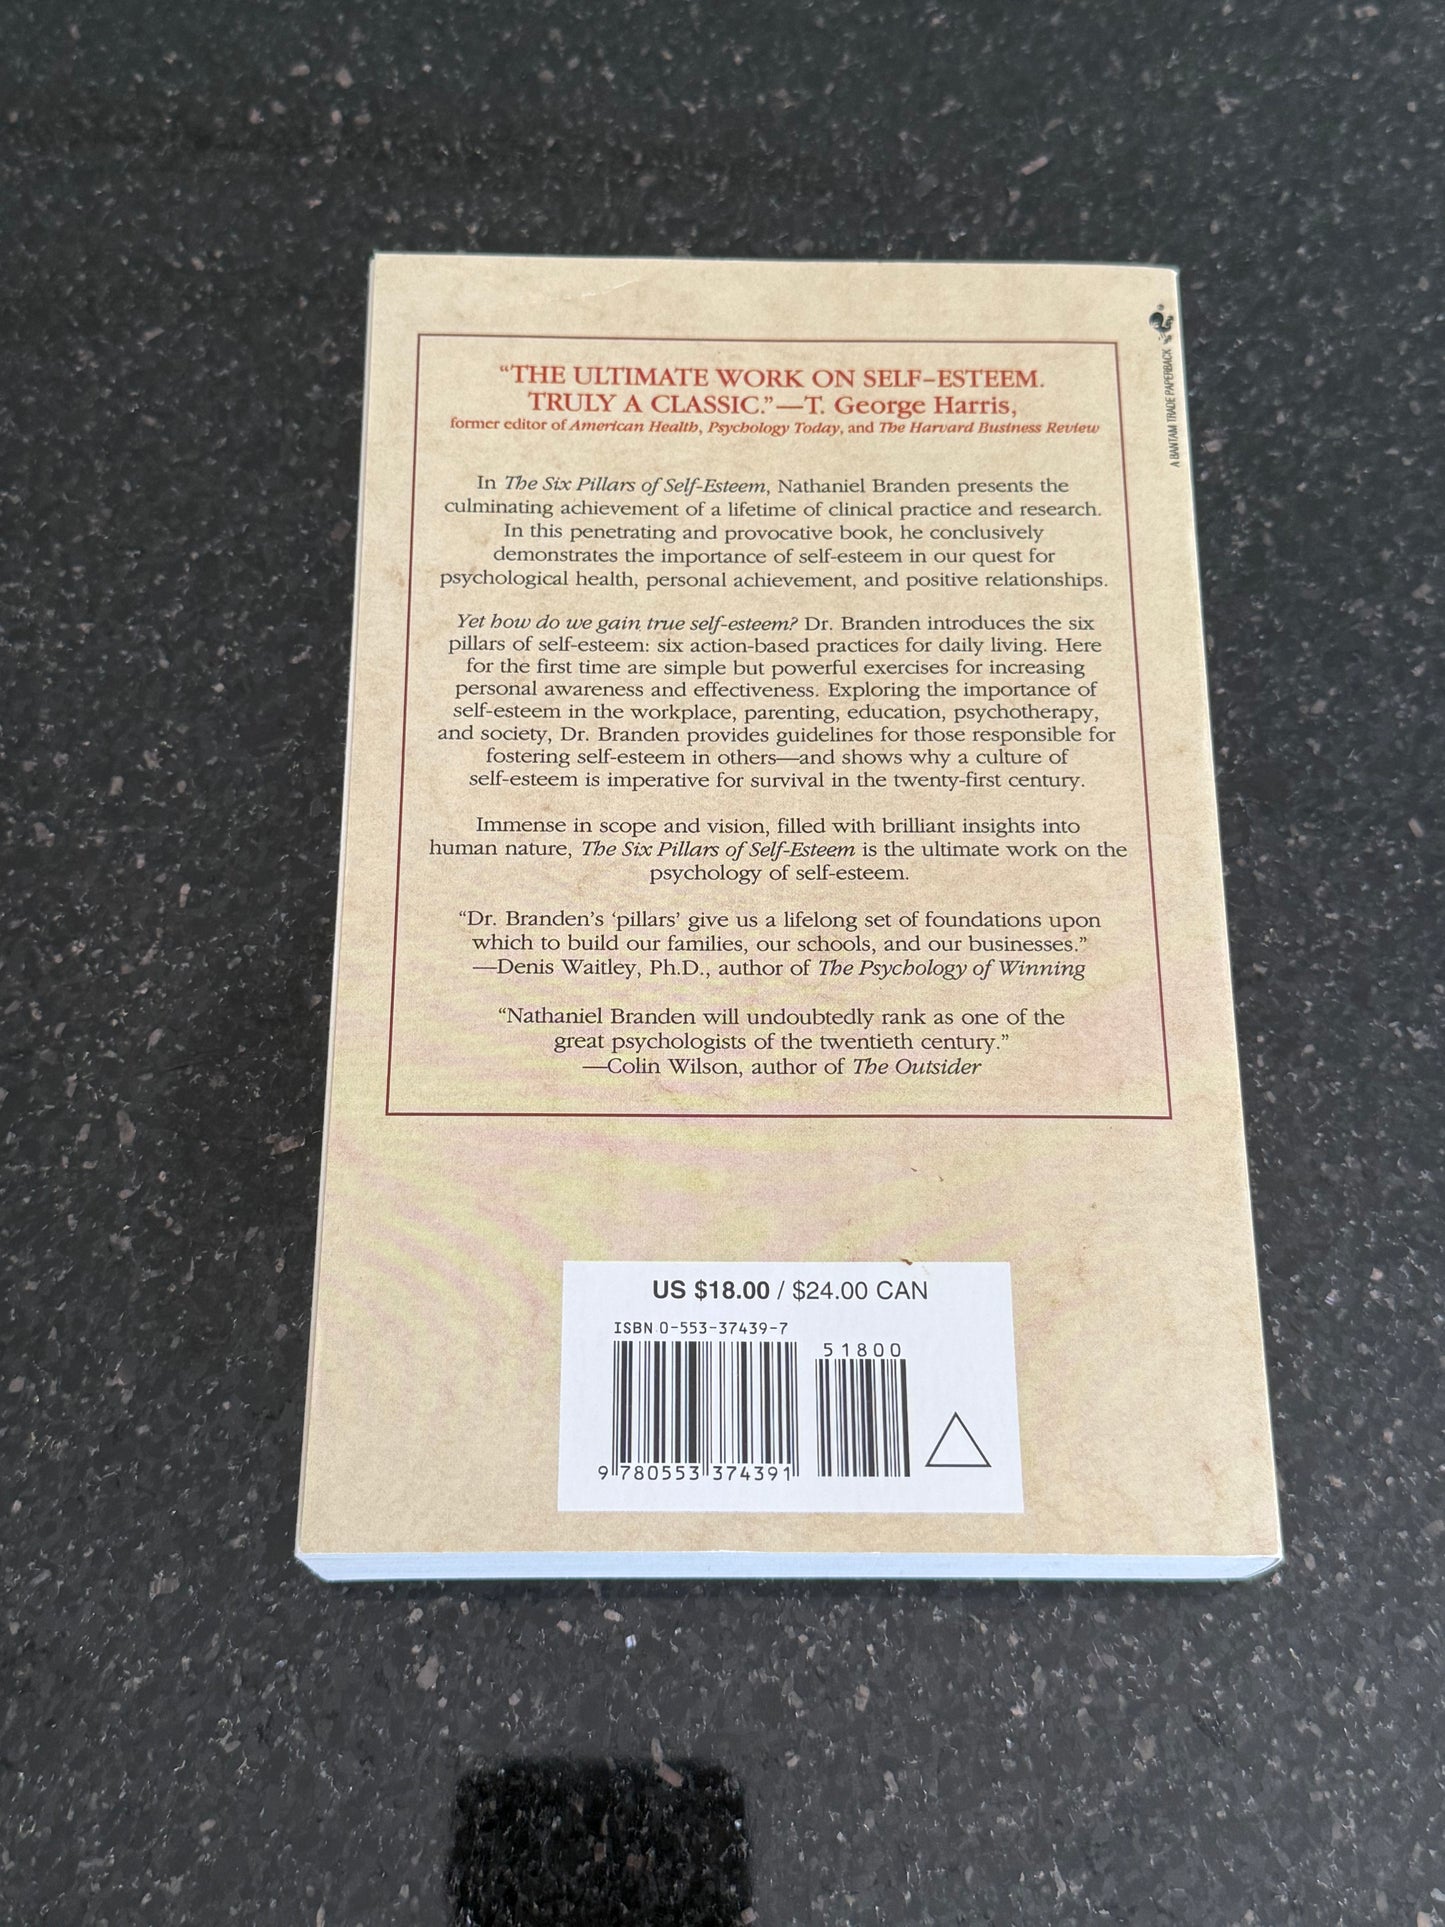 “THE ULTIMATE WORK ON SELF–ESTEEM.
TRULY A CLASSIC.”—T. George Harris,
former editor of American Health, Psychology Today, and The Harvard Business Review
In The Six Pillars of Self-Esteem, Nathaniel Branden presents the
culminating achievement of a lifetime of clinical practice and research.
In this penetrating and provocative book, he conclusively
demonstrates the importance of self-esteem in our quest for
psychological health, personal achievement, and positive relationships.
Yet how do we gain true self-esteem? Dr. Branden introduces the six
pillars of self-esteem: six action-based practices for daily living. Here
for the first time are simple but powerful exercises for increasing
personal awareness and effectiveness. Exploring the importance of
self-esteem in the workplace, parenting, education, psychotherapy,
and society, Dr. Branden provides guidelines for those responsible for
fostering self-esteem in others—and shows why a culture of
self-esteem is imperative for survival in the twenty-first century.
Immense in scope and vision, filled with brilliant insights into
human nature, The Six Pillars of Self-Esteem is the ultimate work on the
psychology of self-esteem.
“Dr. Branden’s ‘pillars’ give us a lifelong set of foundations upon
which to build our families, our schools, and our businesses.”
—Denis Waitley, Ph.D., author of The Psychology of Winning
“Nathaniel Branden will undoubtedly rank as one of the
great psychologists of the twentieth century.”
—Colin Wilson, author of The Outsider
A BANTAM TRADE PAPERBACK
US $18.00 / $24.00 CAN
ISBN 0-553-37439-7
51800
9 780553 374391